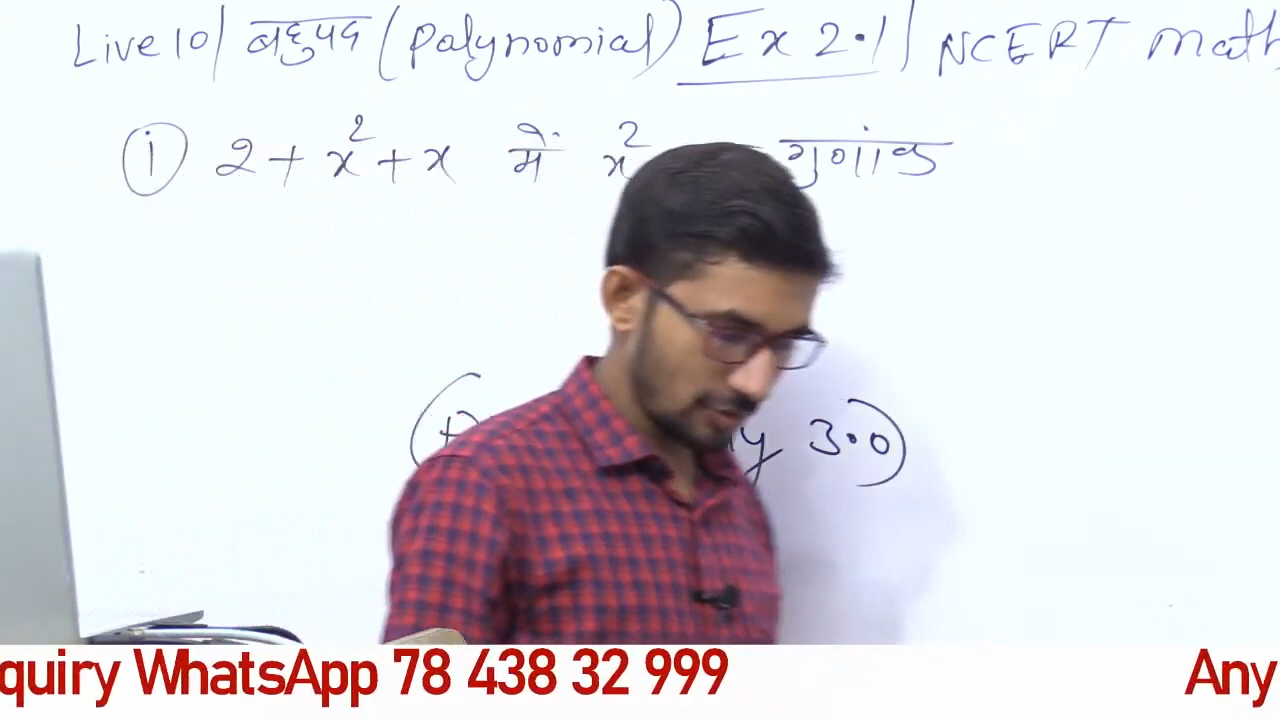 Live 10 | बहुपद (Polynomial) Ex 2.1 | NCERT math
(i) 2 + x² + x में x² गुणांक
3.0)
quiry WhatsApp 78 438 32 999 Any